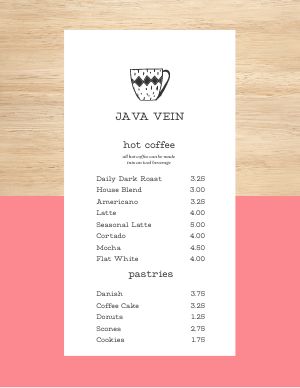 JAVA VEIN
hot coffee
all hot coffee can be made
into an iced beverage
Daily Dark Roast 3.25
House Blend 3.00
Americano 3.25
Latte 4.00
Seasonal Latte 5.00
Cortado 4.00
Mocha 4.50
Flat White 4.00
pastries
Danish 3.75
Coffee Cake 3.25
Donuts 1.25
Scones 2.75
Cookies 1.75